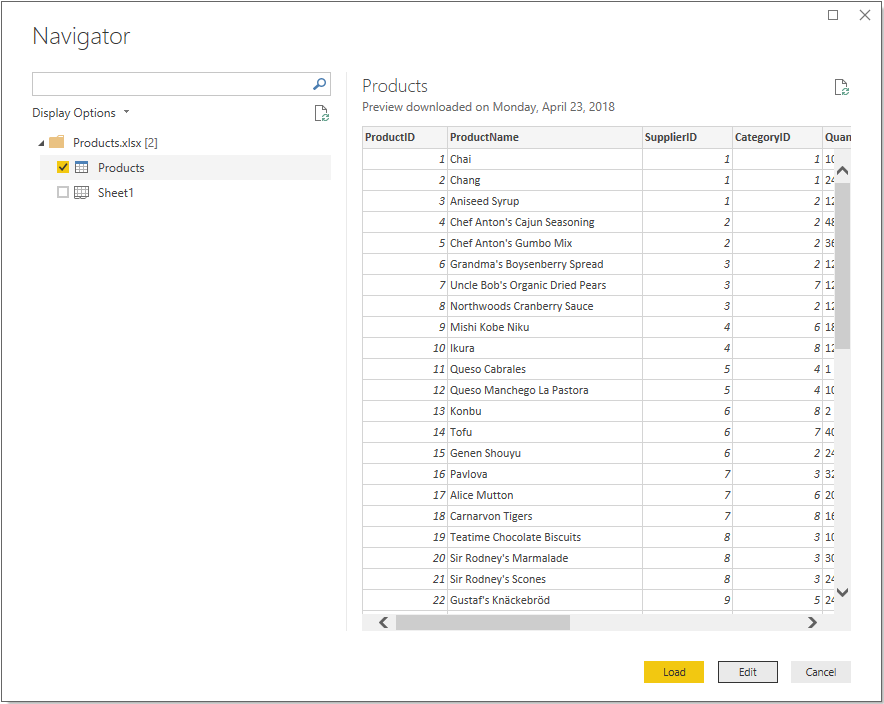 Navigator
Display Options
Products.xlsx [2]
Products
Sheet1
Products
Preview downloaded on Monday, April 23, 2018
ProductID ProductName SupplierID CategoryID Quan
1 Chai 1 1 10
2 Chang 1 1 24
3 Aniseed Syrup 1 2 12
4 Chef Anton's Cajun Seasoning 2 2 48
5 Chef Anton's Gumbo Mix 2 2 36
6 Grandma's Boysenberry Spread 3 2 12
7 Uncle Bob's Organic Dried Pears 3 7 12
8 Northwoods Cranberry Sauce 3 2 12
9 Mishi Kobe Niku 4 6 18
10 Ikura 4 8 12
11 Queso Cabrales 5 4 1
12 Queso Manchego La Pastora 5 4 10
13 Konbu 6 8 2
14 Tofu 6 7 40
15 Genen Shouyu 6 2 24
16 Pavlova 7 3 32
17 Alice Mutton 7 6 20
18 Carnarvon Tigers 7 8 16
19 Teatime Chocolate Biscuits 8 3 10
20 Sir Rodney's Marmalade 8 3 30
21 Sir Rodney's Scones 8 3 24
22 Gustaf's Knäckebröd 9 5 24
Load Edit Cancel